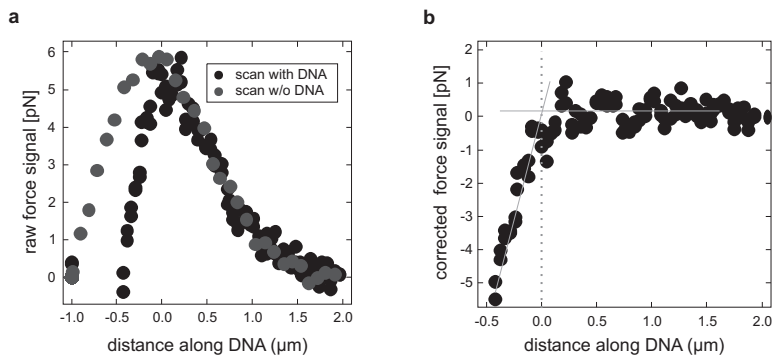 a
b
6
5
4
3
2
1
0
raw force signal [pN]
scan with DNA
scan w/o DNA
-1.0 -0.5 0.0 0.5 1.0 1.5 2.0
distance along DNA (μm)
2
1
0
-1
-2
-3
-4
-5
corrected force signal [pN]
-0.5 0.0 0.5 1.0 1.5 2.0
distance along DNA (μm)